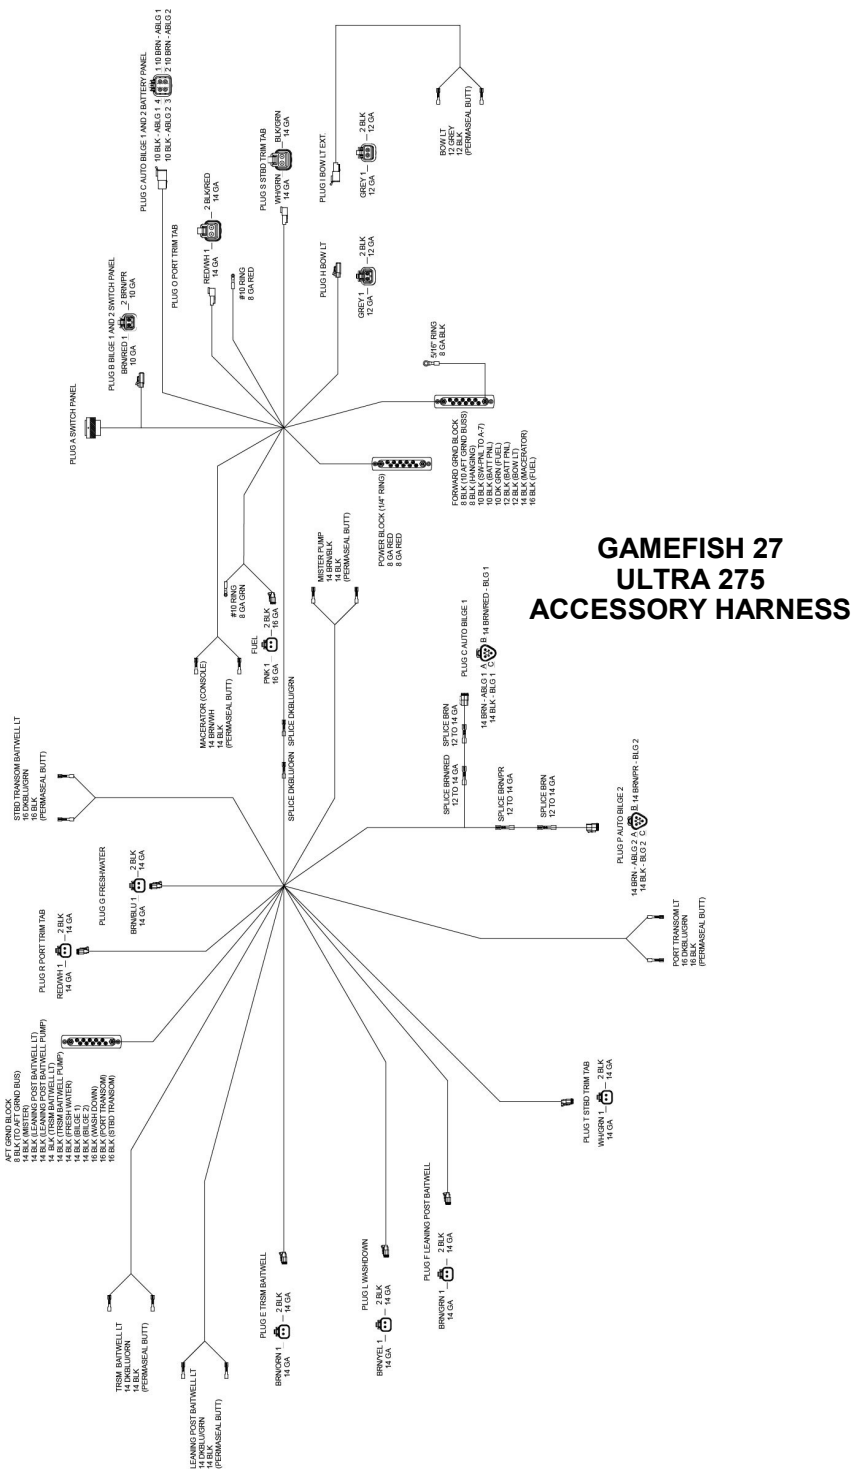 GAMEFISH 27
ULTRA 275
ACCESSORY HARNESS
PLUG A SWITCH PANEL
PLUG B BILGE 1 AND 2 SWITCH PANEL
BRN/RED 1
10 GA
2 BRN/PR
10 GA
PLUG C AUTO BILGE 1 AND 2 BATTERY PANEL
10 BLK - ABLG 1 4
10 BLK - ABLG 2 3
1 10 BRN - ABLG 1
2 10 BRN - ABLG 2
PLUG O PORT TRIM TAB
RED/WH 1
14 GA
2 BLK/RED
14 GA
#10 RING
8 GA RED
PLUG S STBD TRIM TAB
WH/GRN
14 GA
BLK/GRN
14 GA
PLUG I BOW LT EXT.
GREY 1
12 GA
2 BLK
12 GA
PLUG H BOW LT
GREY 1
12 GA
2 BLK
12 GA
BOW LT
12 GREY
12 BLK
(PERMASEAL BUTT)
5/16" RING
8 GA BLK
FORWARD GRND BLOCK
8 BLK (10 AFT GRND BUSS)
8 BLK (HANGING)
10 BLK (SW-PNL TO A-7)
10 BLK (BATT PNL)
10 DK GRN (FUEL)
12 BLK (BATT PNL)
12 BLK (BOW LT)
14 BLK (MACERATOR)
16 BLK (FUEL)
POWER BLOCK (1/4" RING)
8 GA RED
8 GA RED
MACERATOR (CONSOLE)
14 BRN/WH
14 BLK
(PERMASEAL BUTT)
#10 RING
8 GA GRN
FUEL
PNK 1
16 GA
2 BLK
16 GA
MISTER PUMP
14 BRN/BLK
14 BLK
(PERMASEAL BUTT)
SPLICE DKBLU/ORN
SPLICE DKBLU/GRN
STBD TRANSOM BAITWELL LT
16 DKBLU/GRN
16 BLK
(PERMASEAL BUTT)
PLUG G FRESHWATER
BRN/BLU 1
14 GA
2 BLK
14 GA
PLUG R PORT TRIM TAB
RED/WH 1
14 GA
2 BLK
14 GA
AFT GRND BLOCK
8 BLK (TO AFT GRND BUS)
14 BLK (MISTER)
14 BLK (LEANING POST BAITWELL LT)
14 BLK (LEANING POST BAITWELL PUMP)
14 BLK (TRSM BAITWELL LT)
14 BLK (TRSM BAITWELL PUMP)
14 BLK (FRESH WATER)
14 BLK (BILGE 1)
14 BLK (BILGE 2)
16 BLK (WASH DOWN)
16 BLK (PORT TRANSOM)
16 BLK (STBD TRANSOM)
TRSM BAITWELL LT
14 DKBLU/ORN
14 BLK
(PERMASEAL BUTT)
LEANING POST BAITWELL LT
14 DKBLU/GRN
14 BLK
(PERMASEAL BUTT)
PLUG E TRSM BAITWELL
BRN/ORN 1
14 GA
2 BLK
14 GA
PLUG L WASHDOWN
BRN/YEL 1
14 GA
2 BLK
14 GA
PLUG F LEANING POST BAITWELL
BRN/GRN 1
14 GA
2 BLK
14 GA
PLUG T STBD TRIM TAB
WH/GRN 1
14 GA
2 BLK
14 GA
PORT TRANSOM LT
16 DKBLU/GRN
16 BLK
(PERMASEAL BUTT)
SPLICE BRN/RED
12 TO 14 GA
SPLICE BRN
12 TO 14 GA
PLUG C AUTO BILGE 1
14 BRN - ABLG 1 A
14 BLK - BLG 1 C
B 14 BRN/RED - BLG 1
SPLICE BRN/PR
12 TO 14 GA
SPLICE BRN
12 TO 14 GA
PLUG P AUTO BILGE 2
14 BRN - ABLG 2 A
14 BLK - BLG 2 C
B 14 BRN/PR - BLG 2